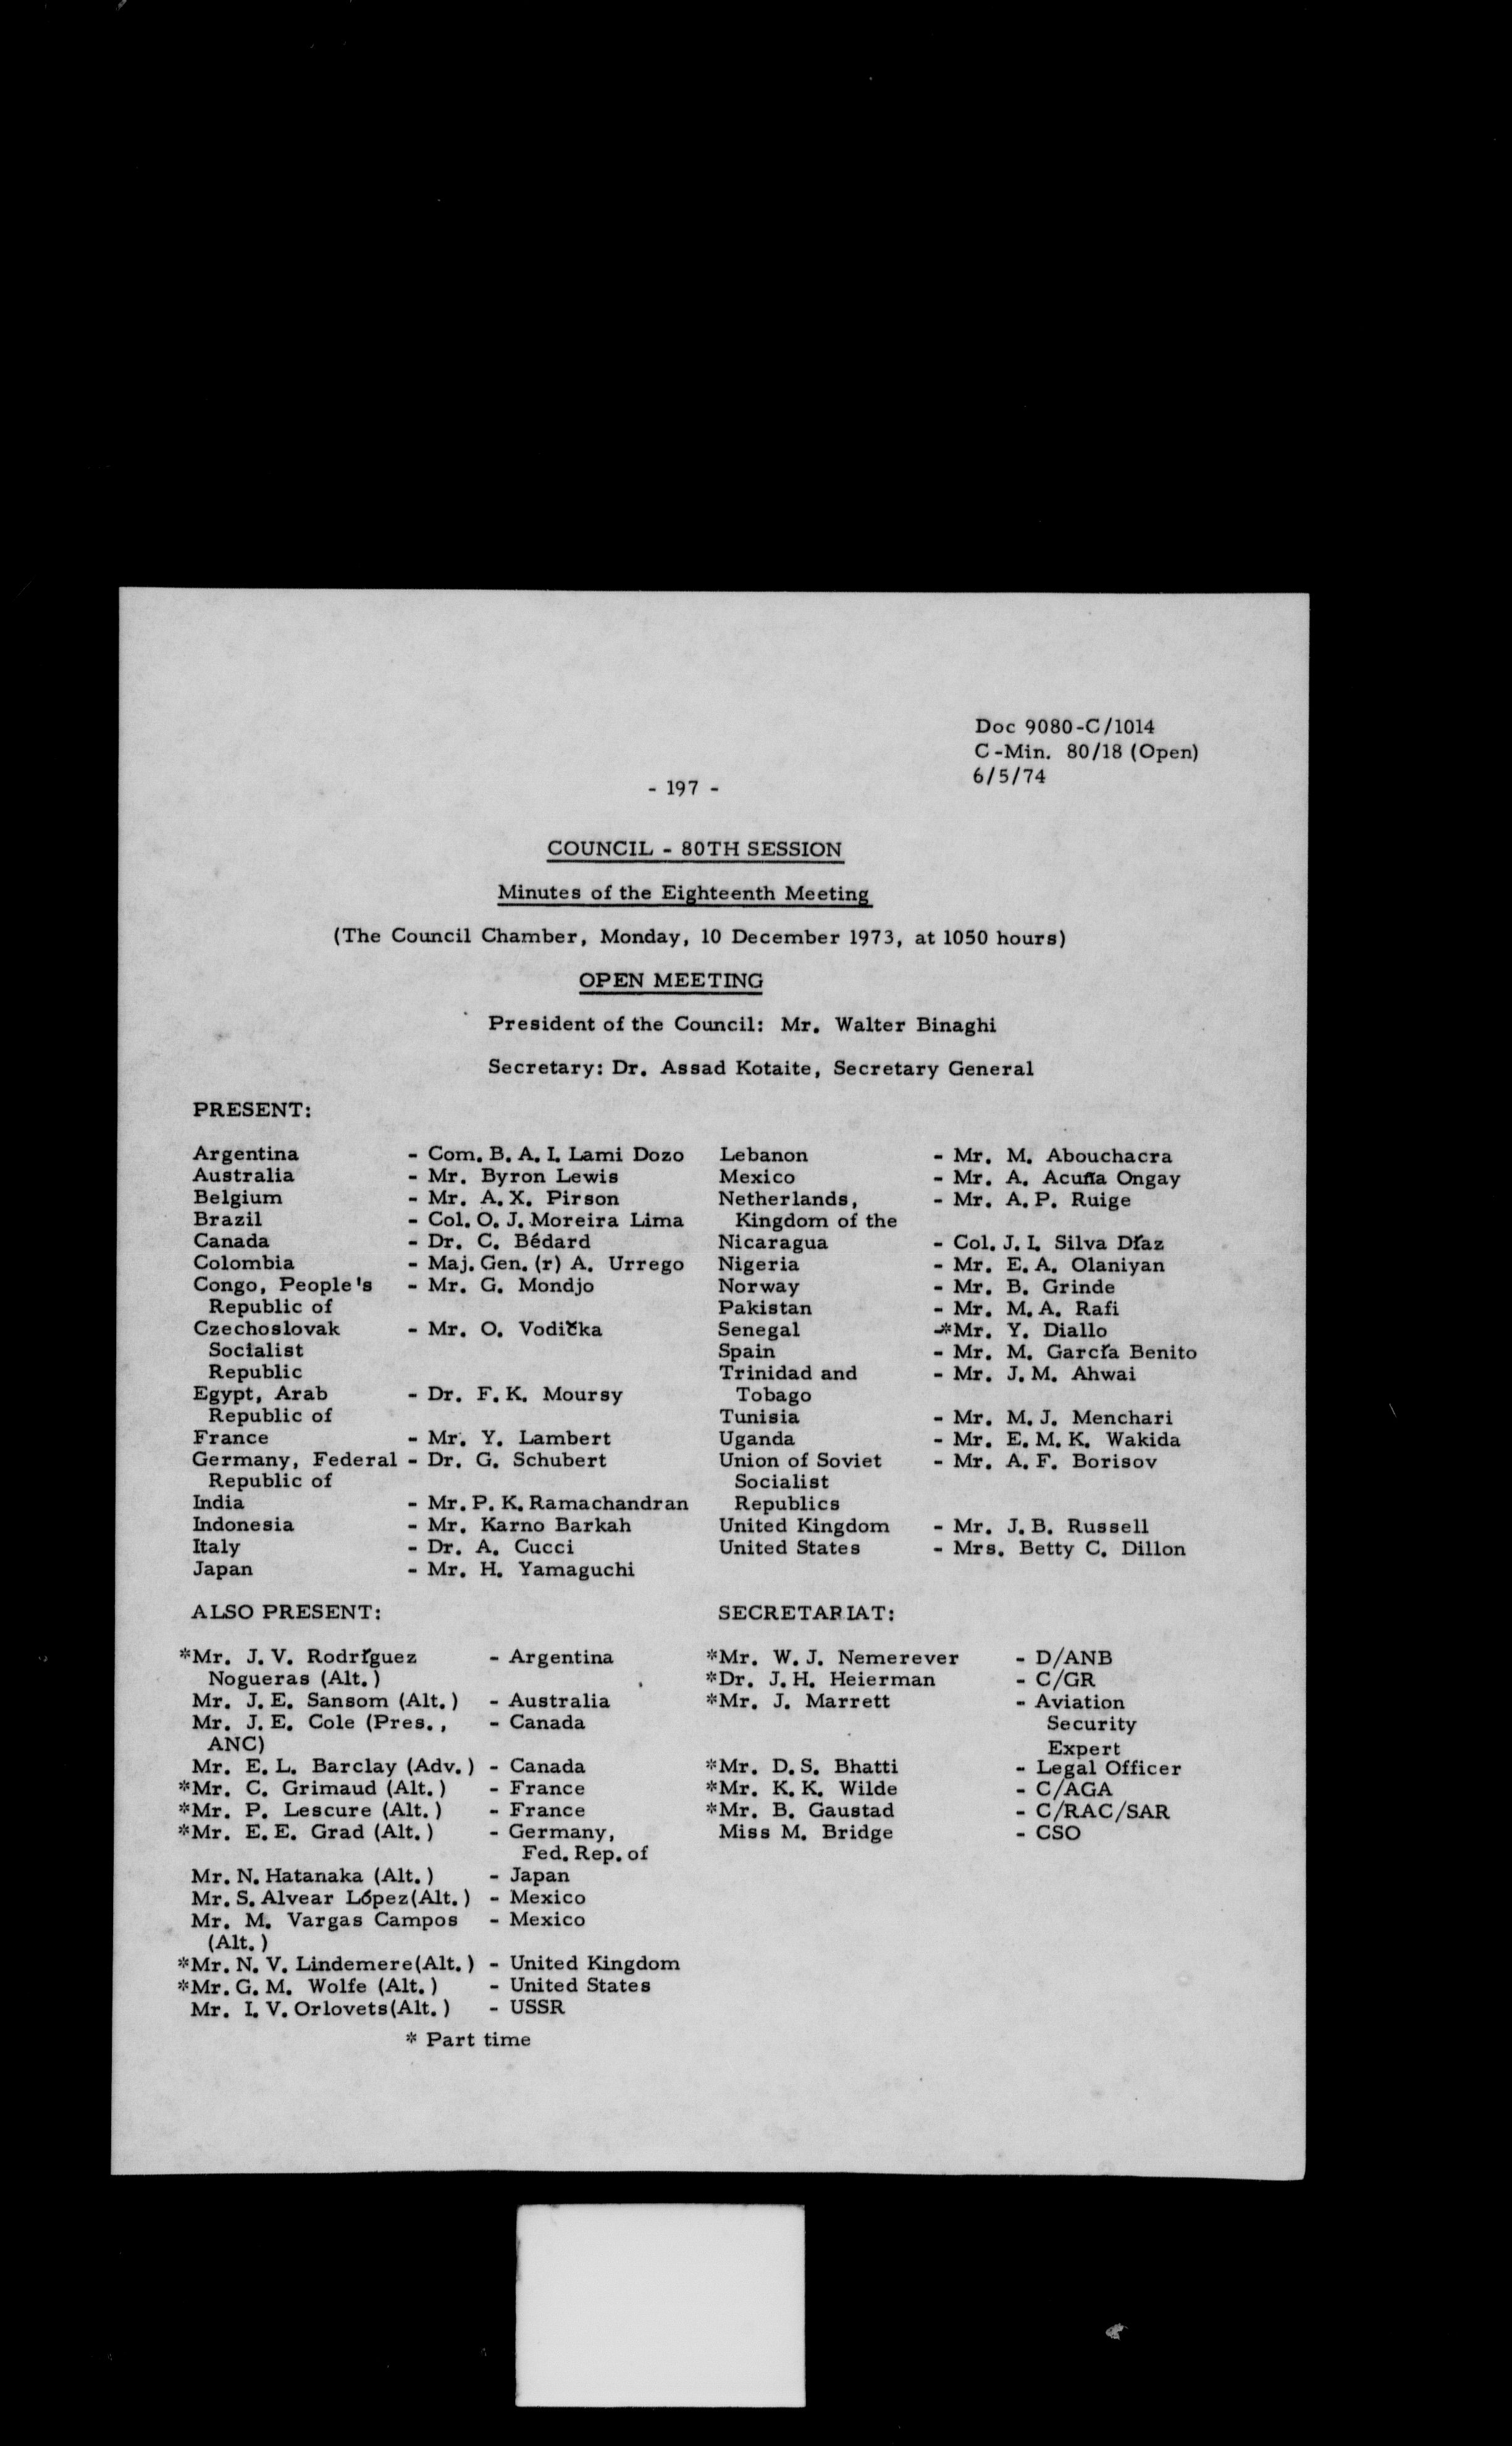 Doc 9080-C/1014
C-Min. 80/18 (Open)
6/5/74
- 197 -
COUNCIL - 80TH SESSION
Minutes of the Eighteenth Meeting
(The Council Chamber, Monday, 10 December 1973, at 1050 hours)
OPEN MEETING
President of the Council: Mr. Walter Binaghi
Secretary: Dr. Assad Kotaite, Secretary General
PRESENT:
Argentina - Com. B. A. I. Lami Dozo
Australia - Mr. Byron Lewis
Belgium - Mr. A. X. Pirson
Brazil - Col. O. J. Moreira Lima
Canada - Dr. C. Bédard
Colombia - Maj. Gen. (r) A. Urrego
Congo, People's - Mr. G. Mondjo
Republic of
Czechoslovak - Mr. O. Vodička
Socialist
Republic
Egypt, Arab - Dr. F. K. Moursy
Republic of
France - Mr. Y. Lambert
Germany, Federal - Dr. G. Schubert
Republic of
India - Mr. P. K. Ramachandran
Indonesia - Mr. Karno Barkah
Italy - Dr. A. Cucci
Japan - Mr. H. Yamaguchi
Lebanon - Mr. M. Abouchacra
Mexico - Mr. A. Acuña Ongay
Netherlands, - Mr. A. P. Ruige
Kingdom of the
Nicaragua - Col. J. I. Silva Díaz
Nigeria - Mr. E. A. Olaniyan
Norway - Mr. B. Grinde
Pakistan - Mr. M. A. Rafi
Senegal -*Mr. Y. Diallo
Spain - Mr. M. García Benito
Trinidad and - Mr. J. M. Ahwai
Tobago
Tunisia - Mr. M. J. Menchari
Uganda - Mr. E. M. K. Wakida
Union of Soviet - Mr. A. F. Borisov
Socialist
Republics
United Kingdom - Mr. J. B. Russell
United States - Mrs. Betty C. Dillon
ALSO PRESENT:
*Mr. J. V. Rodríguez - Argentina
Nogueras (Alt.)
Mr. J. E. Sansom (Alt.) - Australia
Mr. J. E. Cole (Pres., - Canada
ANC)
Mr. E. L. Barclay (Adv.) - Canada
*Mr. C. Grimaud (Alt.) - France
*Mr. P. Lescure (Alt.) - France
*Mr. E. E. Grad (Alt.) - Germany,
Fed. Rep. of
Mr. N. Hatanaka (Alt.) - Japan
Mr. S. Alvear López(Alt.) - Mexico
Mr. M. Vargas Campos - Mexico
(Alt.)
*Mr. N. V. Lindemere(Alt.) - United Kingdom
*Mr. G. M. Wolfe (Alt.) - United States
Mr. I. V. Orlovets(Alt.) - USSR
SECRETARIAT:
*Mr. W. J. Nemerever - D/ANB
*Dr. J. H. Heierman - C/GR
*Mr. J. Marrett - Aviation
Security
Expert
*Mr. D. S. Bhatti - Legal Officer
*Mr. K. K. Wilde - C/AGA
*Mr. B. Gaustad - C/RAC/SAR
Miss M. Bridge - CSO
* Part time